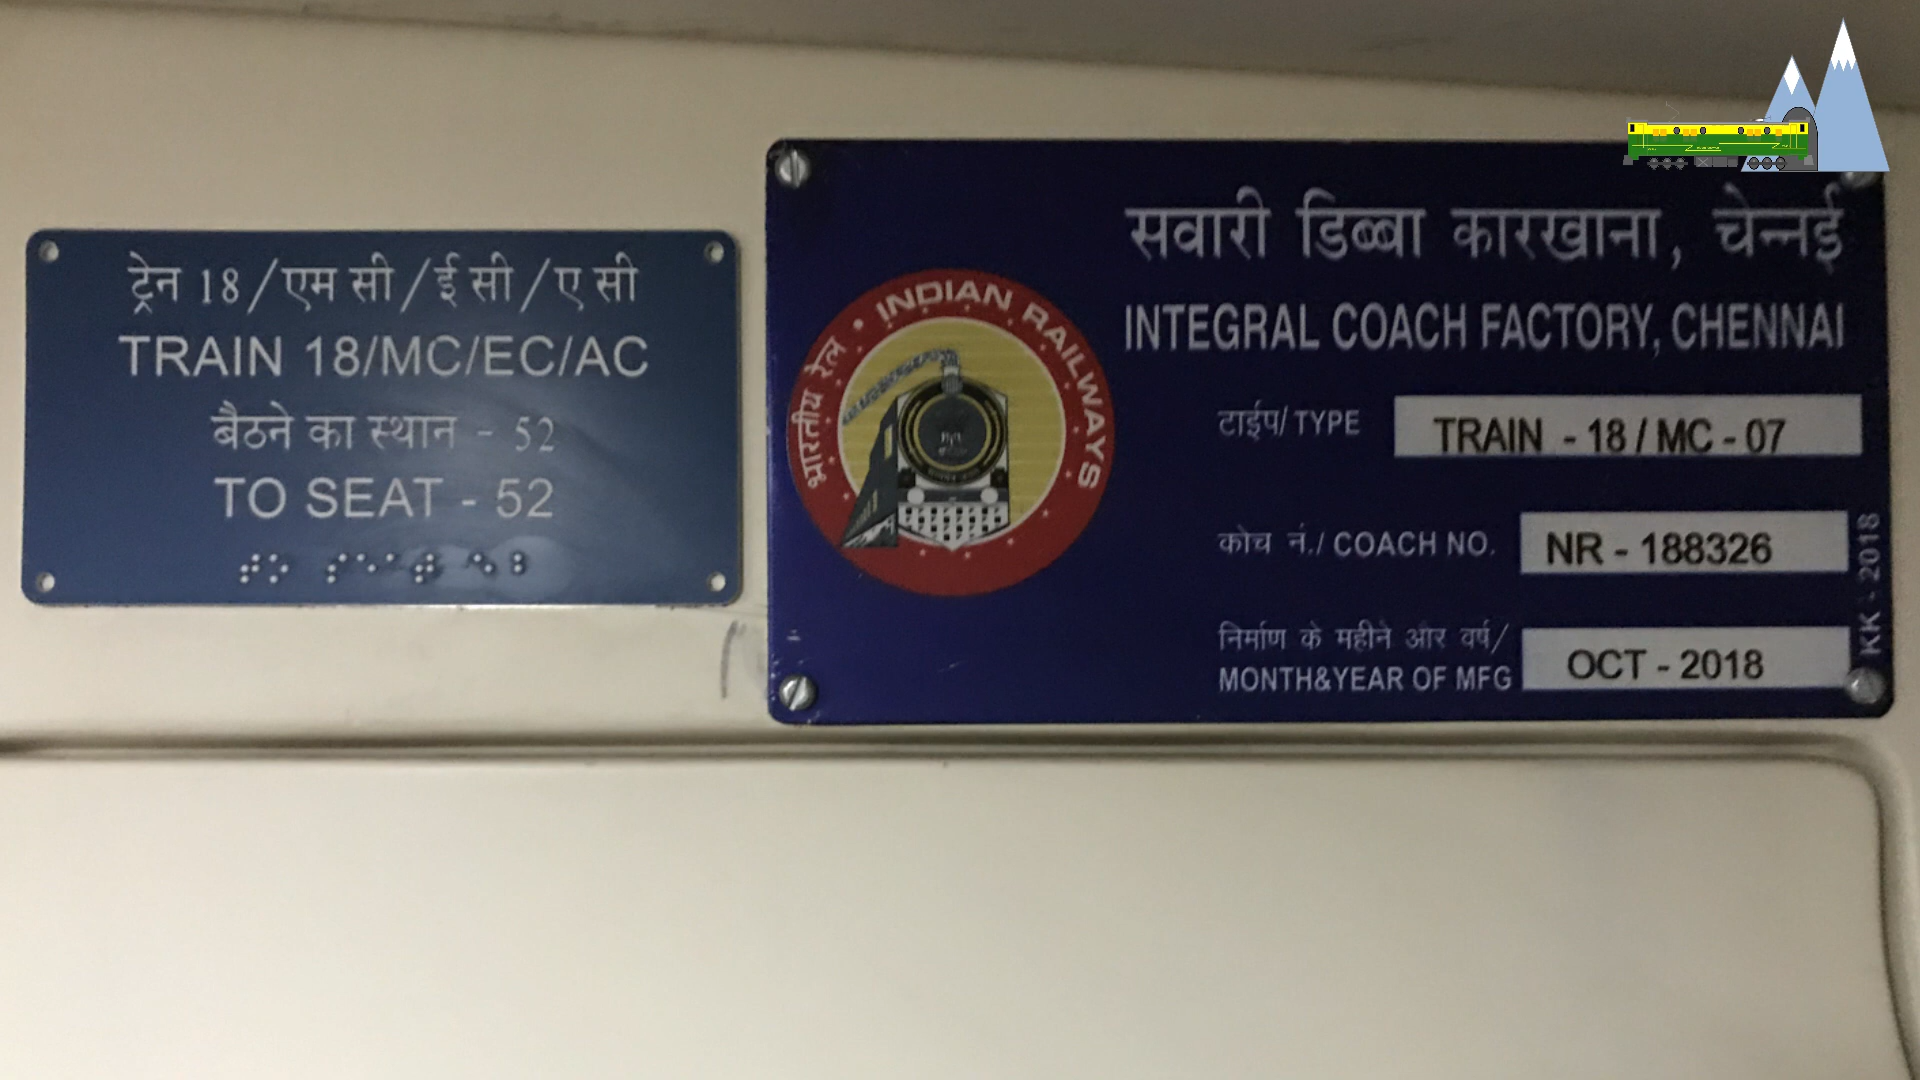 ट्रेन 18/एम सी/ई सी/ए सी
TRAIN 18/MC/EC/AC
बैठने का स्थान - 52
TO SEAT - 52
सवारी डिब्बा कारखाना, चेन्नई
INTEGRAL COACH FACTORY, CHENNAI
भारतीय रेल • INDIAN RAILWAYS
टाईप/TYPE TRAIN - 18 / MC - 07
कोच नं./ COACH NO. NR - 188326
निर्माण के महीने और वर्ष/
MONTH&YEAR OF MFG OCT - 2018
KK - 2018